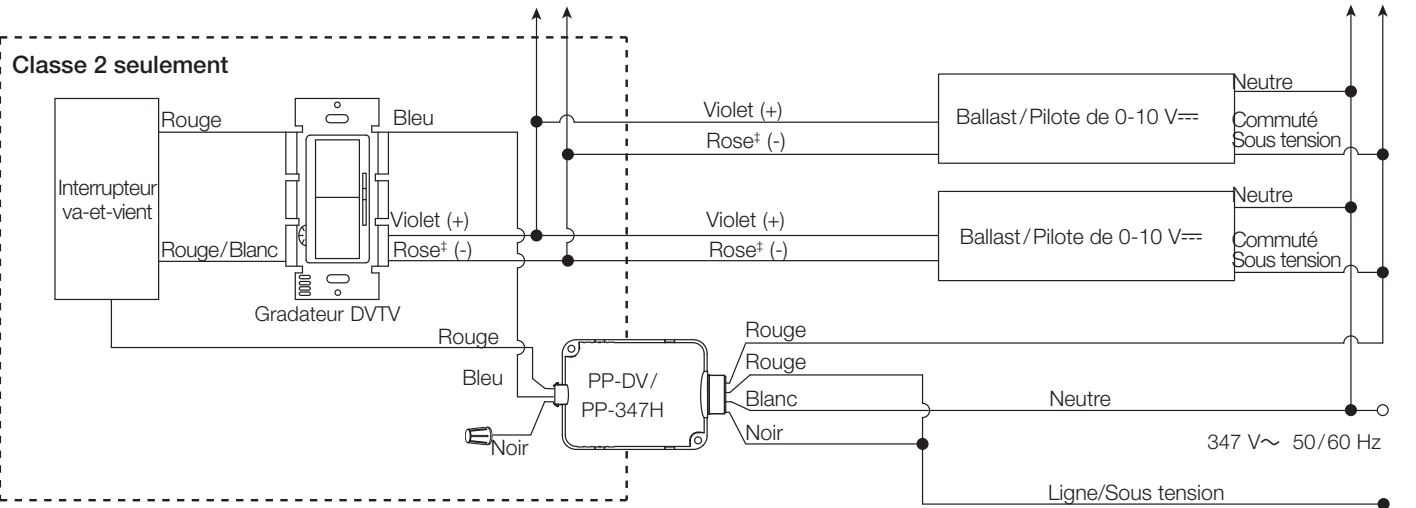 Classe 2 seulement
Interrupteur
va-et-vient
Rouge
Rouge/Blanc
Gradateur DVTV
Bleu
Violet (+)
Rose‡ (-)
Violet (+)
Rose‡ (-)
Ballast/Pilote de 0-10 V⎓
Neutre
Commuté
Sous tension
Violet (+)
Rose‡ (-)
Ballast/Pilote de 0-10 V⎓
Neutre
Commuté
Sous tension
Rouge
Bleu
Noir
PP-DV/
PP-347H
Rouge
Rouge
Blanc
Neutre
Noir
347 V~ 50/60 Hz
Ligne/Sous tension